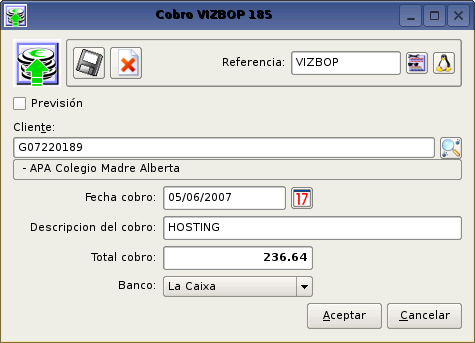 Cobro VIZBOP 185
Referencia: VIZBOP
Previsión
Cliente:
G07220189
- APA Colegio Madre Alberta
Fecha cobro: 05/06/2007 17
Descripcion del cobro: HOSTING
Total cobro: 236.64
Banco: La Caixa
Aceptar Cancelar